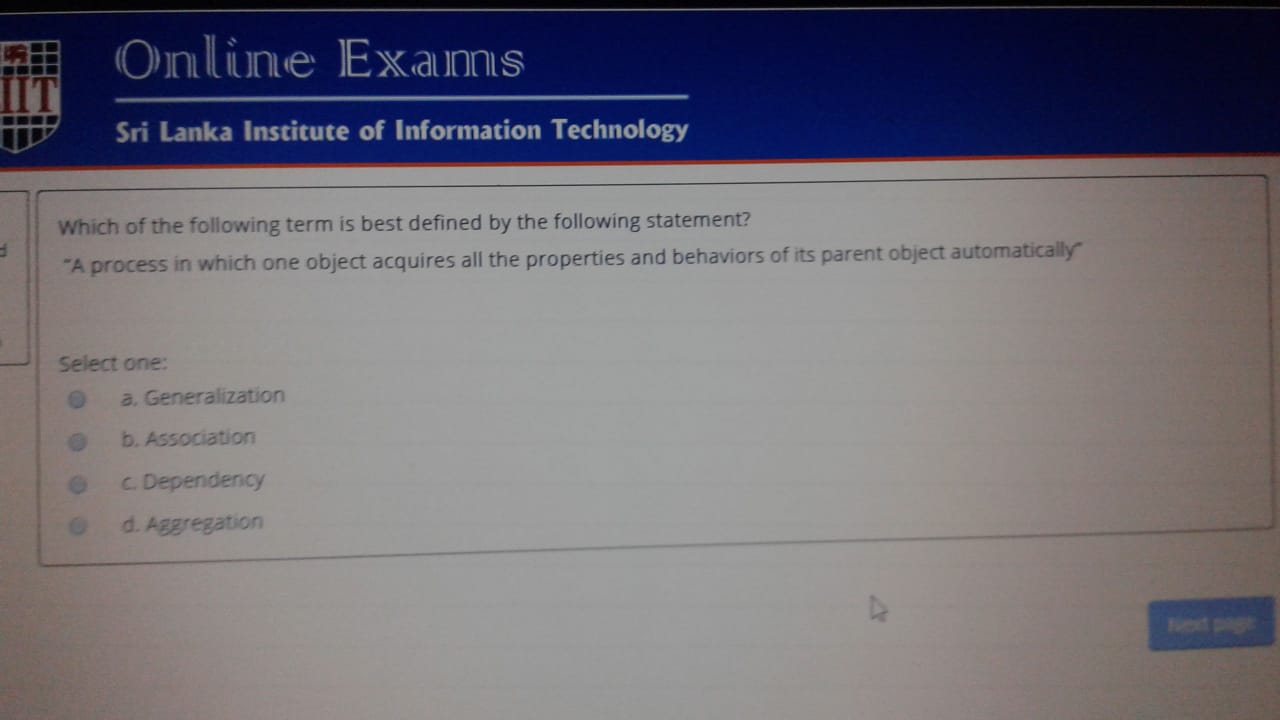 Online Exams
IIT
Sri Lanka Institute of Information Technology
Which of the following term is best defined by the following statement?
"A process in which one object acquires all the properties and behaviors of its parent object automatically"
Select one:
a. Generalization
b. Association
c. Dependency
d. Aggregation
Next page